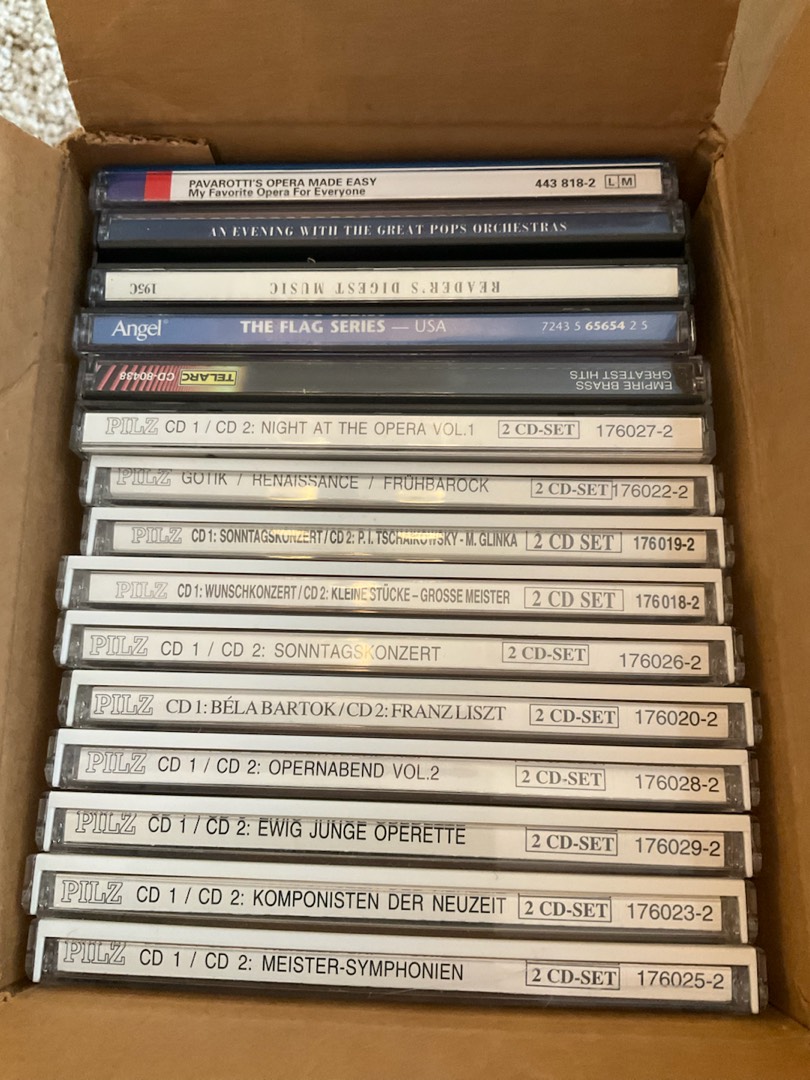 PAVAROTTI'S OPERA MADE EASY 443 818-2 L M
My Favorite Opera For Everyone
AN EVENING WITH THE GREAT POPS ORCHESTRAS
READER'S DIGEST MUSIC 195C
Angel THE FLAG SERIES — USA 7243 5 65654 2 5
EMPIRE BRASS
GREATEST HITS TELARC CD-80438
PILZ CD 1 / CD 2: NIGHT AT THE OPERA VOL.1 2 CD-SET 176027-2
PILZ GOTIK / RENAISSANCE / FRÜHBAROCK 2 CD-SET 176022-2
PILZ CD1: SONNTAGSKONZERT / CD 2: P.I. TSCHAIKOWSKY - M. GLINKA 2 CD SET 176019-2
PILZ CD1: WUNSCHKONZERT / CD 2: KLEINE STÜCKE – GROSSE MEISTER 2 CD SET 176018-2
PILZ CD 1 / CD 2: SONNTAGSKONZERT 2 CD-SET 176026-2
PILZ CD 1: BÉLA BARTOK / CD 2: FRANZ LISZT 2 CD-SET 176020-2
PILZ CD 1 / CD 2: OPERNABEND VOL.2 2 CD-SET 176028-2
PILZ CD 1 / CD 2: EWIG JUNGE OPERETTE 2 CD-SET 176029-2
PILZ CD 1 / CD 2: KOMPONISTEN DER NEUZEIT 2 CD-SET 176023-2
PILZ CD 1 / CD 2: MEISTER-SYMPHONIEN 2 CD-SET 176025-2